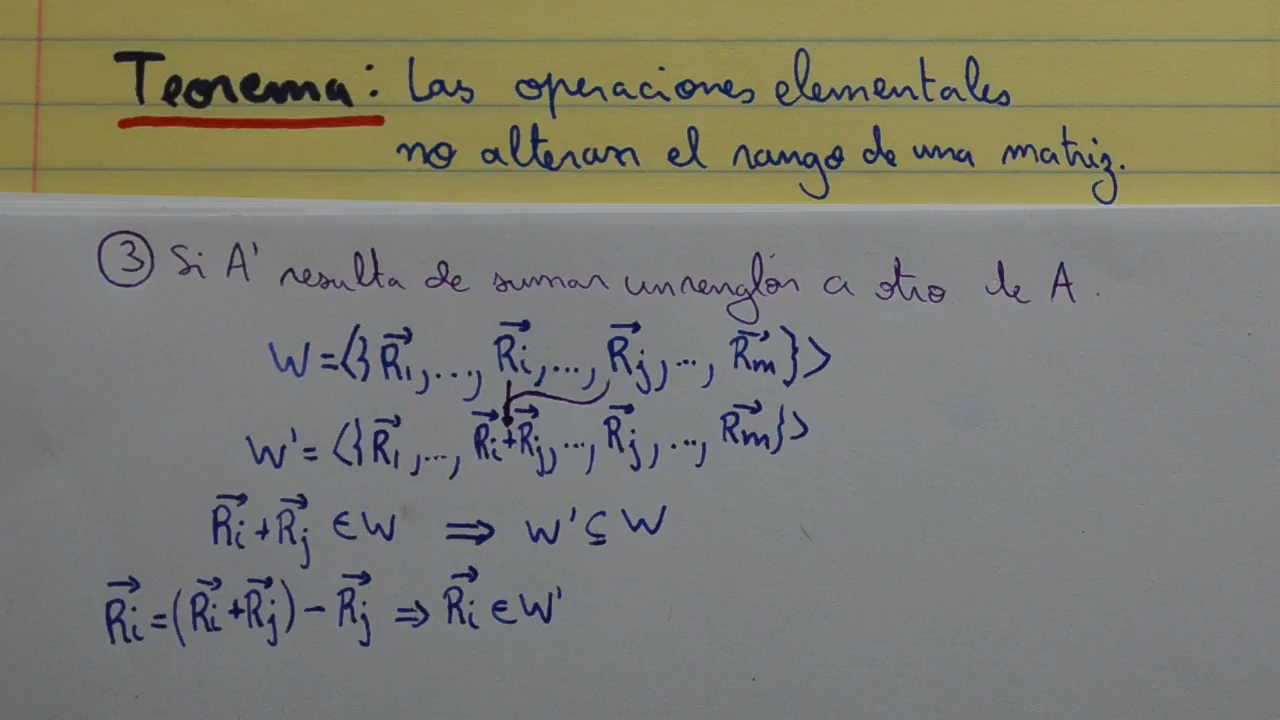 Teorema: Las operaciones elementales
no alteran el rango de una matriz.
③ Si A' resulta de sumar un renglón a otro de A.
W = ⟨{R⃗1, ..., R⃗i, ..., R⃗j, ..., R⃗m}⟩
W' = ⟨{R⃗1, ..., R⃗i+R⃗j, ..., R⃗j, ..., R⃗m}⟩
R⃗i + R⃗j ∈ W ⟹ W' ⊆ W
R⃗i = (R⃗i + R⃗j) − R⃗j ⟹ R⃗i ∈ W'